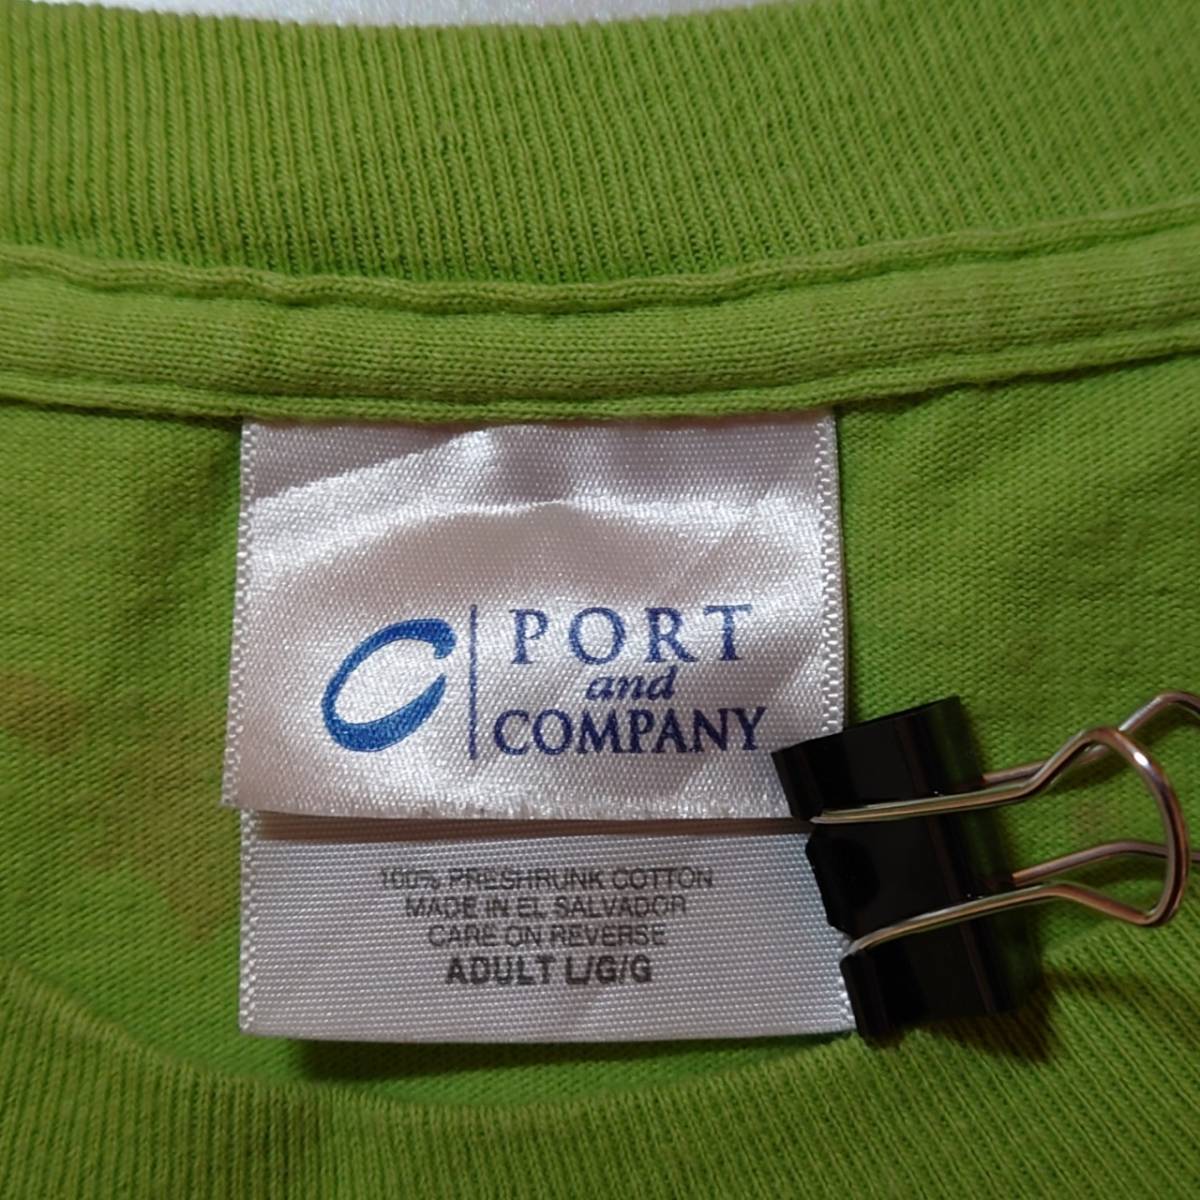 PORT
and
COMPANY
100% PRESHRUNK COTTON
MADE IN EL SALVADOR
CARE ON REVERSE
ADULT L/G/G